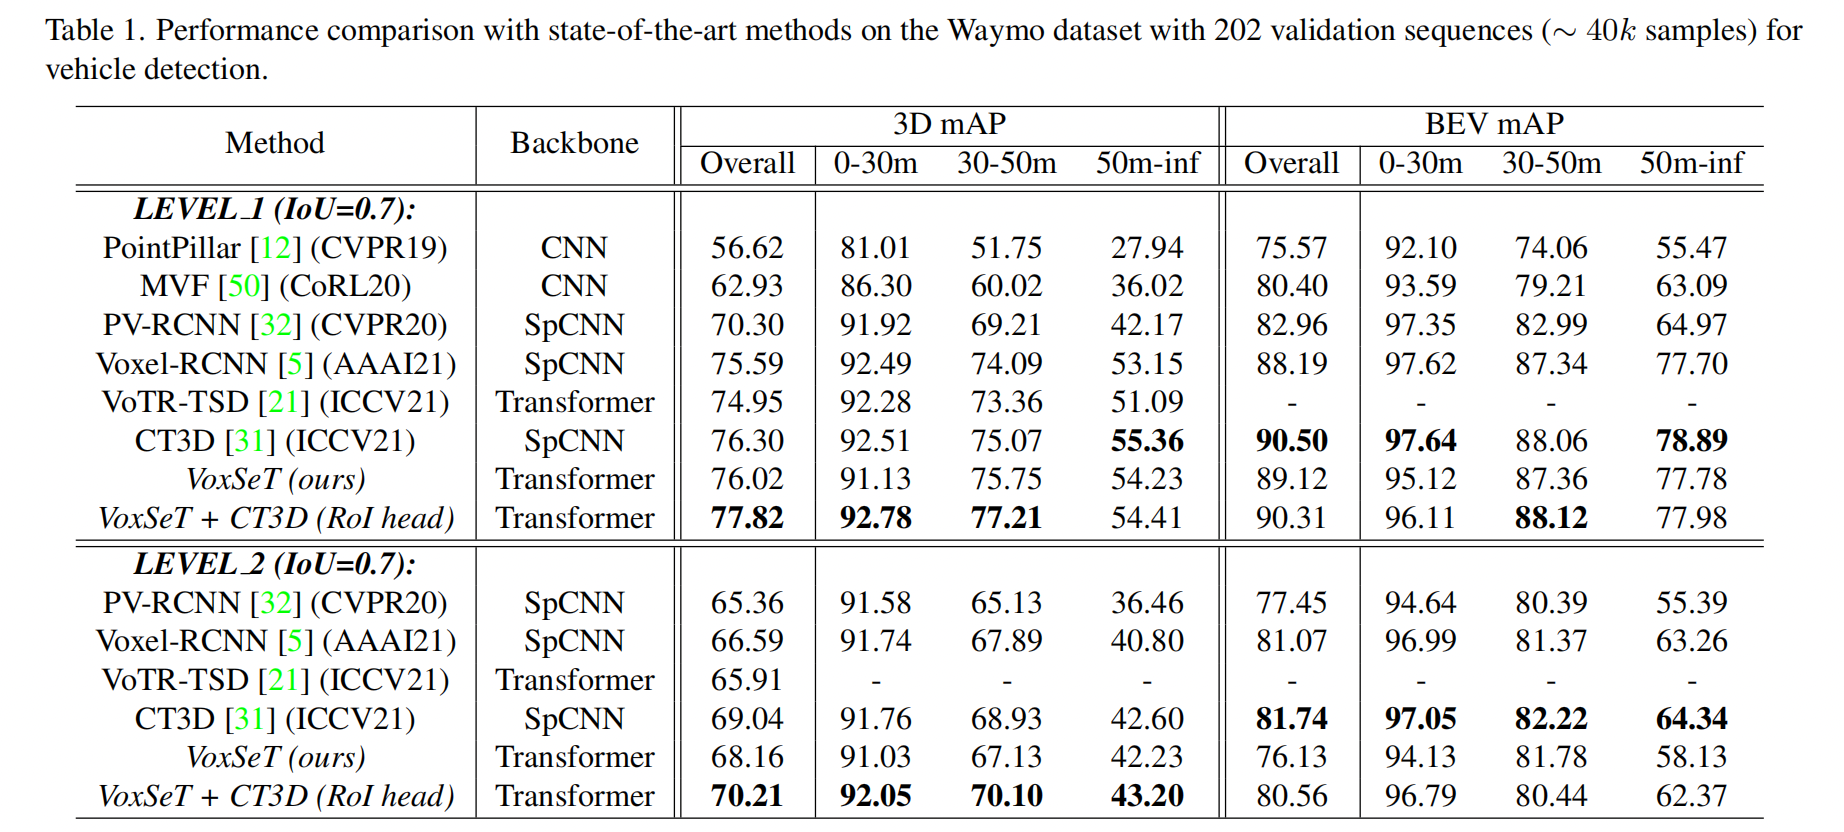 Table 1. Performance comparison with state-of-the-art methods on the Waymo dataset with 202 validation sequences (∼ 40k samples) for
vehicle detection.
Method Backbone 3D mAP BEV mAP
Overall 0-30m 30-50m 50m-inf Overall 0-30m 30-50m 50m-inf
LEVEL_1 (IoU=0.7):
PointPillar [12] (CVPR19) CNN 56.62 81.01 51.75 27.94 75.57 92.10 74.06 55.47
MVF [50] (CoRL20) CNN 62.93 86.30 60.02 36.02 80.40 93.59 79.21 63.09
PV-RCNN [32] (CVPR20) SpCNN 70.30 91.92 69.21 42.17 82.96 97.35 82.99 64.97
Voxel-RCNN [5] (AAAI21) SpCNN 75.59 92.49 74.09 53.15 88.19 97.62 87.34 77.70
VoTR-TSD [21] (ICCV21) Transformer 74.95 92.28 73.36 51.09 - - - -
CT3D [31] (ICCV21) SpCNN 76.30 92.51 75.07 55.36 90.50 97.64 88.06 78.89
VoxSeT (ours) Transformer 76.02 91.13 75.75 54.23 89.12 95.12 87.36 77.78
VoxSeT + CT3D (RoI head) Transformer 77.82 92.78 77.21 54.41 90.31 96.11 88.12 77.98
LEVEL_2 (IoU=0.7):
PV-RCNN [32] (CVPR20) SpCNN 65.36 91.58 65.13 36.46 77.45 94.64 80.39 55.39
Voxel-RCNN [5] (AAAI21) SpCNN 66.59 91.74 67.89 40.80 81.07 96.99 81.37 63.26
VoTR-TSD [21] (ICCV21) Transformer 65.91 - - - - - - -
CT3D [31] (ICCV21) SpCNN 69.04 91.76 68.93 42.60 81.74 97.05 82.22 64.34
VoxSeT (ours) Transformer 68.16 91.03 67.13 42.23 76.13 94.13 81.78 58.13
VoxSeT + CT3D (RoI head) Transformer 70.21 92.05 70.10 43.20 80.56 96.79 80.44 62.37